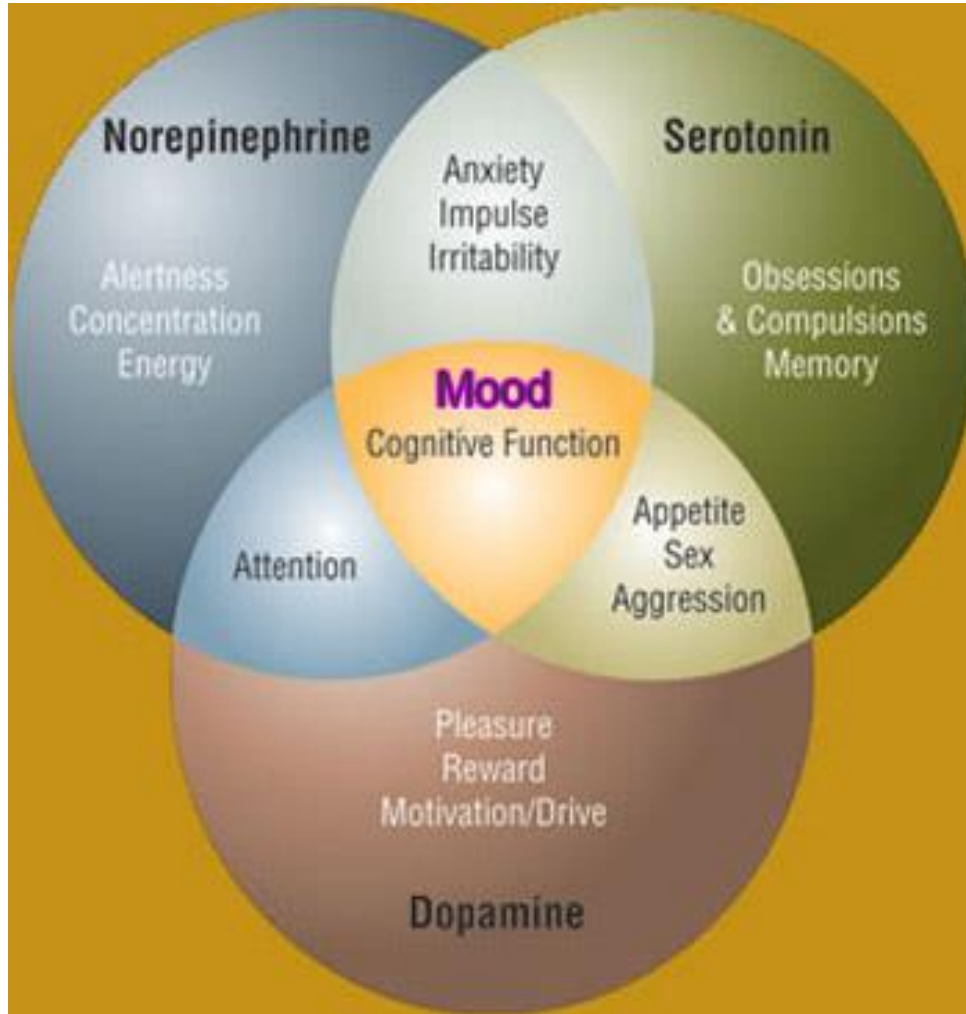 Norepinephrine
Serotonin
Anxiety
Impulse
Irritability
Alertness
Concentration
Energy
Obsessions
& Compulsions
Memory
Mood
Cognitive Function
Attention
Appetite
Sex
Aggression
Pleasure
Reward
Motivation/Drive
Dopamine